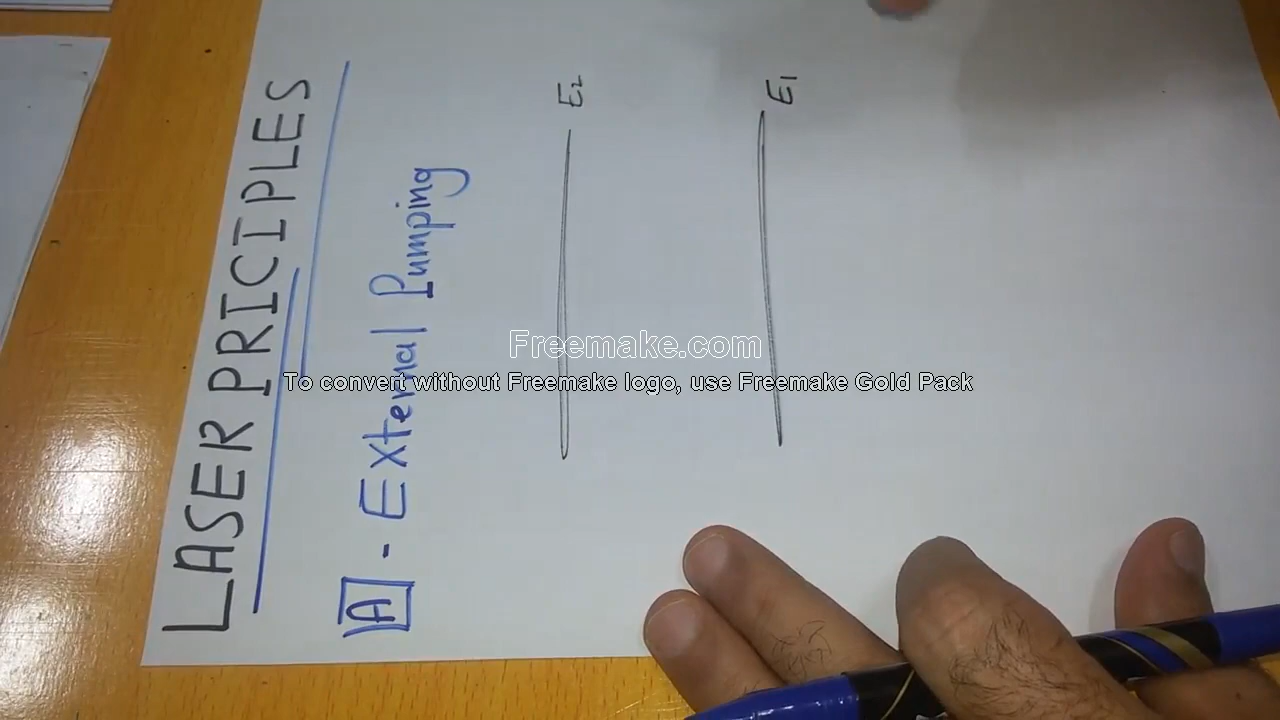 LASER PRICIPLES
A - External Pumping
E2
E1
Freemake.com
To convert without Freemake logo, use Freemake Gold Pack